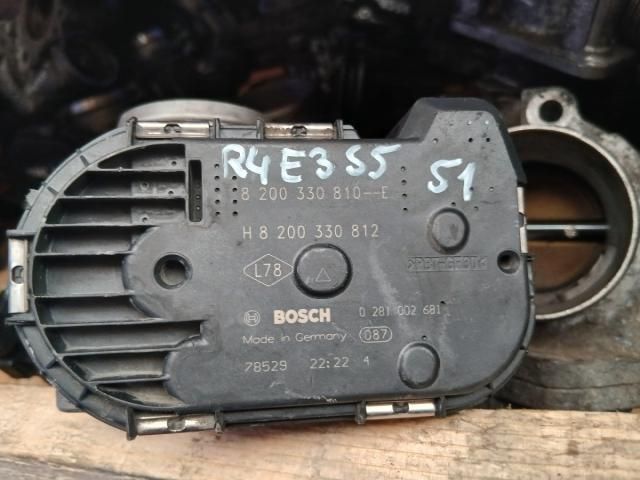 R4E3S5 51
8 200 330 810--E
H 8 200 330 812
L78
BOSCH 0 281 002 681
Made in Germany 087
78529 22:22 4